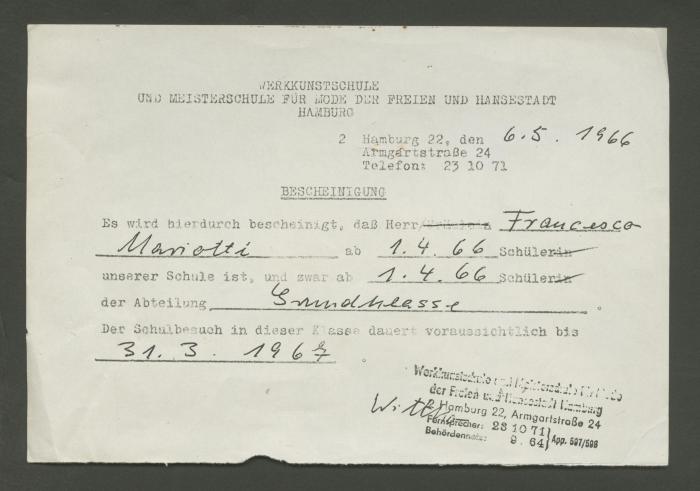 WERKKUNSTSCHULE
UND MEISTERSCHULE FÜR MODE DER FREIEN UND HANSESTADT
HAMBURG
2 Hamburg 22, den 6.5. 1966
Armgartstraße 24
Telefon: 23 10 71
BESCHEINIGUNG
Es wird hierdurch bescheinigt, daß Herr/ Francesco
Mariotti ab 1.4.66 Schülerin
unserer Schule ist, und zwar ab 1.4.66 Schülerin
der Abteilung Grundklasse .
Der Schulbesuch in dieser Klasse dauert voraussichtlich bis
31.3. 1967 .
Werkkunstschule und Meisterschule für Mode
der Freien und Hansestadt Hamburg
2 Hamburg 22, Armgartstraße 24
Fernsprecher: 23 10 71
Behördennetz: 9. 64 App. 597/598